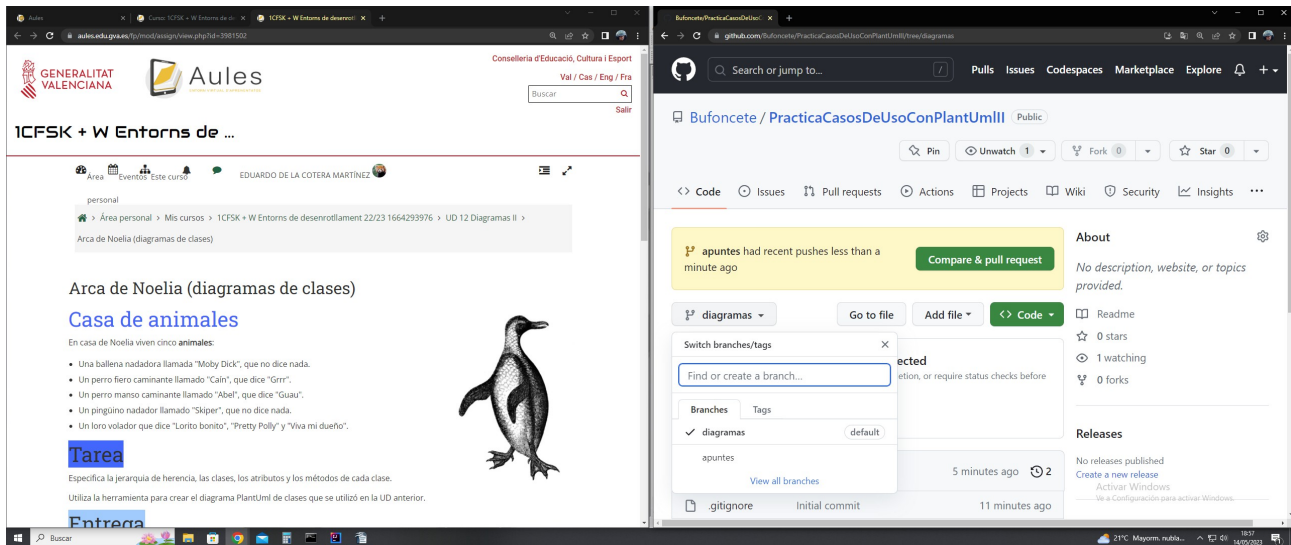 Aules
Curso: 1CFSK + W Entorns de de
1CFSK + W Entorns de desenroll
aules.edu.gva.es/fp/mod/assign/view.php?id=3981502
GENERALITAT
VALENCIANA
Aules
Conselleria d'Educació, Cultura i Esport
Val / Cas / Eng / Fra
Buscar
Salir
1CFSK + W Entorns de ...
Área personal
Eventos
Este curso
EDUARDO DE LA COTERA MARTÍNEZ
Área personal > Mis cursos > 1CFSK + W Entorns de desenrotllament 22/23 1664293976 > UD 12 Diagramas II >
Arca de Noelia (diagramas de clases)
Arca de Noelia (diagramas de clases)
Casa de animales
En casa de Noelia viven cinco animales:
• Una ballena nadadora llamada "Moby Dick", que no dice nada.
• Un perro fiero caminante llamado "Caín", que dice "Grrr".
• Un perro manso caminante llamado "Abel", que dice "Guau".
• Un pingüino nadador llamado "Skiper", que no dice nada.
• Un loro volador que dice "Lorito bonito", "Pretty Polly" y "Viva mi dueño".
Tarea
Especifica la jerarquia de herencia, las clases, los atributos y los métodos de cada clase.
Utiliza la herramienta para crear el diagrama PlantUml de clases que se utilizó en la UD anterior.
Entrega
Buscar
Bufoncete/PracticaCasosDeUsoC
github.com/Bufoncete/PracticaCasosDeUsoConPlantUmlII/tree/diagramas
Search or jump to...
/
Pulls Issues Codespaces Marketplace Explore
Bufoncete / PracticaCasosDeUsoConPlantUmlII Public
Pin Unwatch 1 Fork 0 Star 0
<> Code Issues Pull requests Actions Projects Wiki Security Insights ...
apuntes had recent pushes less than a
minute ago
Compare & pull request
diagramas
Go to file
Add file
<> Code
Switch branches/tags
Find or create a branch...
Branches Tags
diagramas default
apuntes
View all branches
ected
etion, or require status checks before
5 minutes ago 2
.gitignore Initial commit 11 minutes ago
About
No description, website, or topics
provided.
Readme
0 stars
1 watching
0 forks
Releases
No releases published
Create a new release
Activar Windows
Ve a Configuración para activar Windows.
21°C Mayorm. nubla...
18:57
14/05/2023